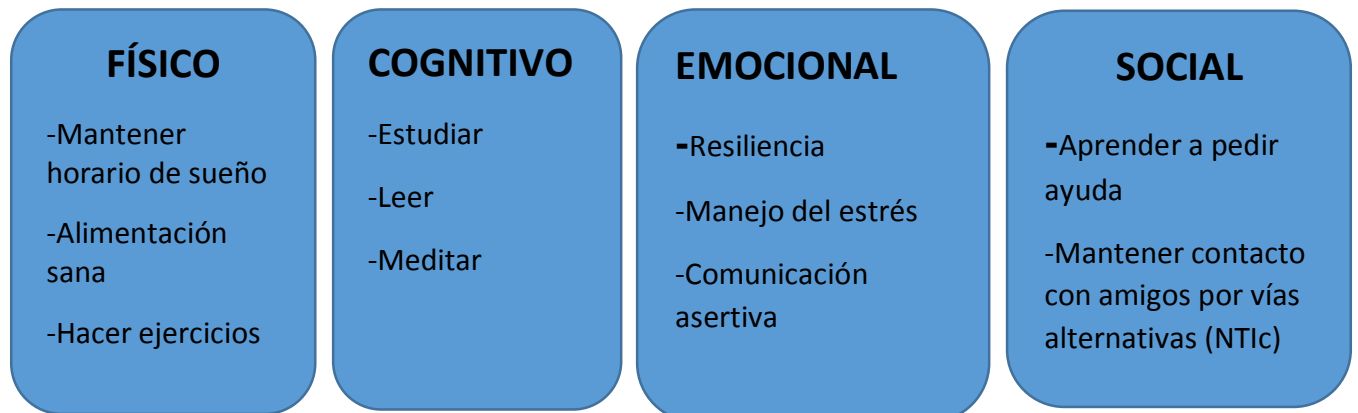 FÍSICO
-Mantener
horario de sueño
-Alimentación
sana
-Hacer ejercicios
COGNITIVO
-Estudiar
-Leer
-Meditar
EMOCIONAL
-Resiliencia
-Manejo del estrés
-Comunicación
asertiva
SOCIAL
-Aprender a pedir
ayuda
-Mantener contacto
con amigos por vías
alternativas (NTIc)